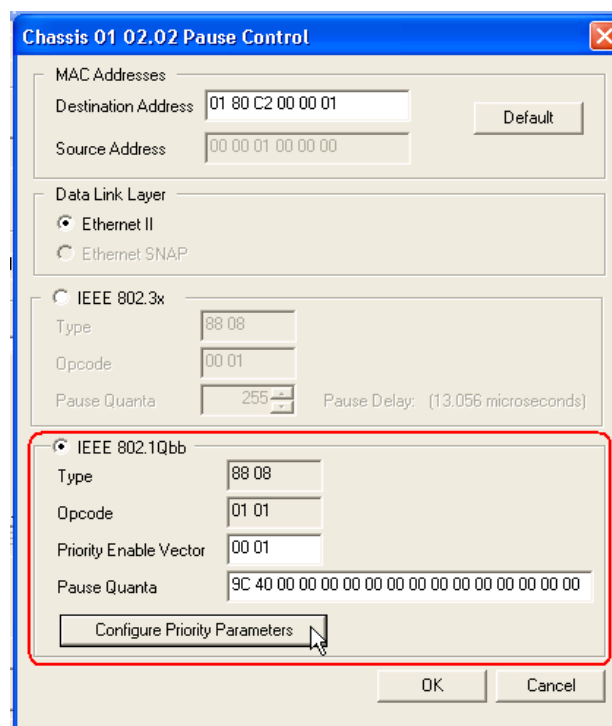 Chassis 01 02.02 Pause Control
MAC Addresses
Destination Address 01 80 C2 00 00 01
Default
Source Address 00 00 01 00 00 00
Data Link Layer
Ethernet II
Ethernet SNAP
IEEE 802.3x
Type 88 08
Opcode 00 01
Pause Quanta 255 Pause Delay: (13.056 microseconds)
IEEE 802.1Qbb
Type 88 08
Opcode 01 01
Priority Enable Vector 00 01
Pause Quanta 9C 40 00 00 00 00 00 00 00 00 00 00 00 00 00 00
Configure Priority Parameters
OK Cancel